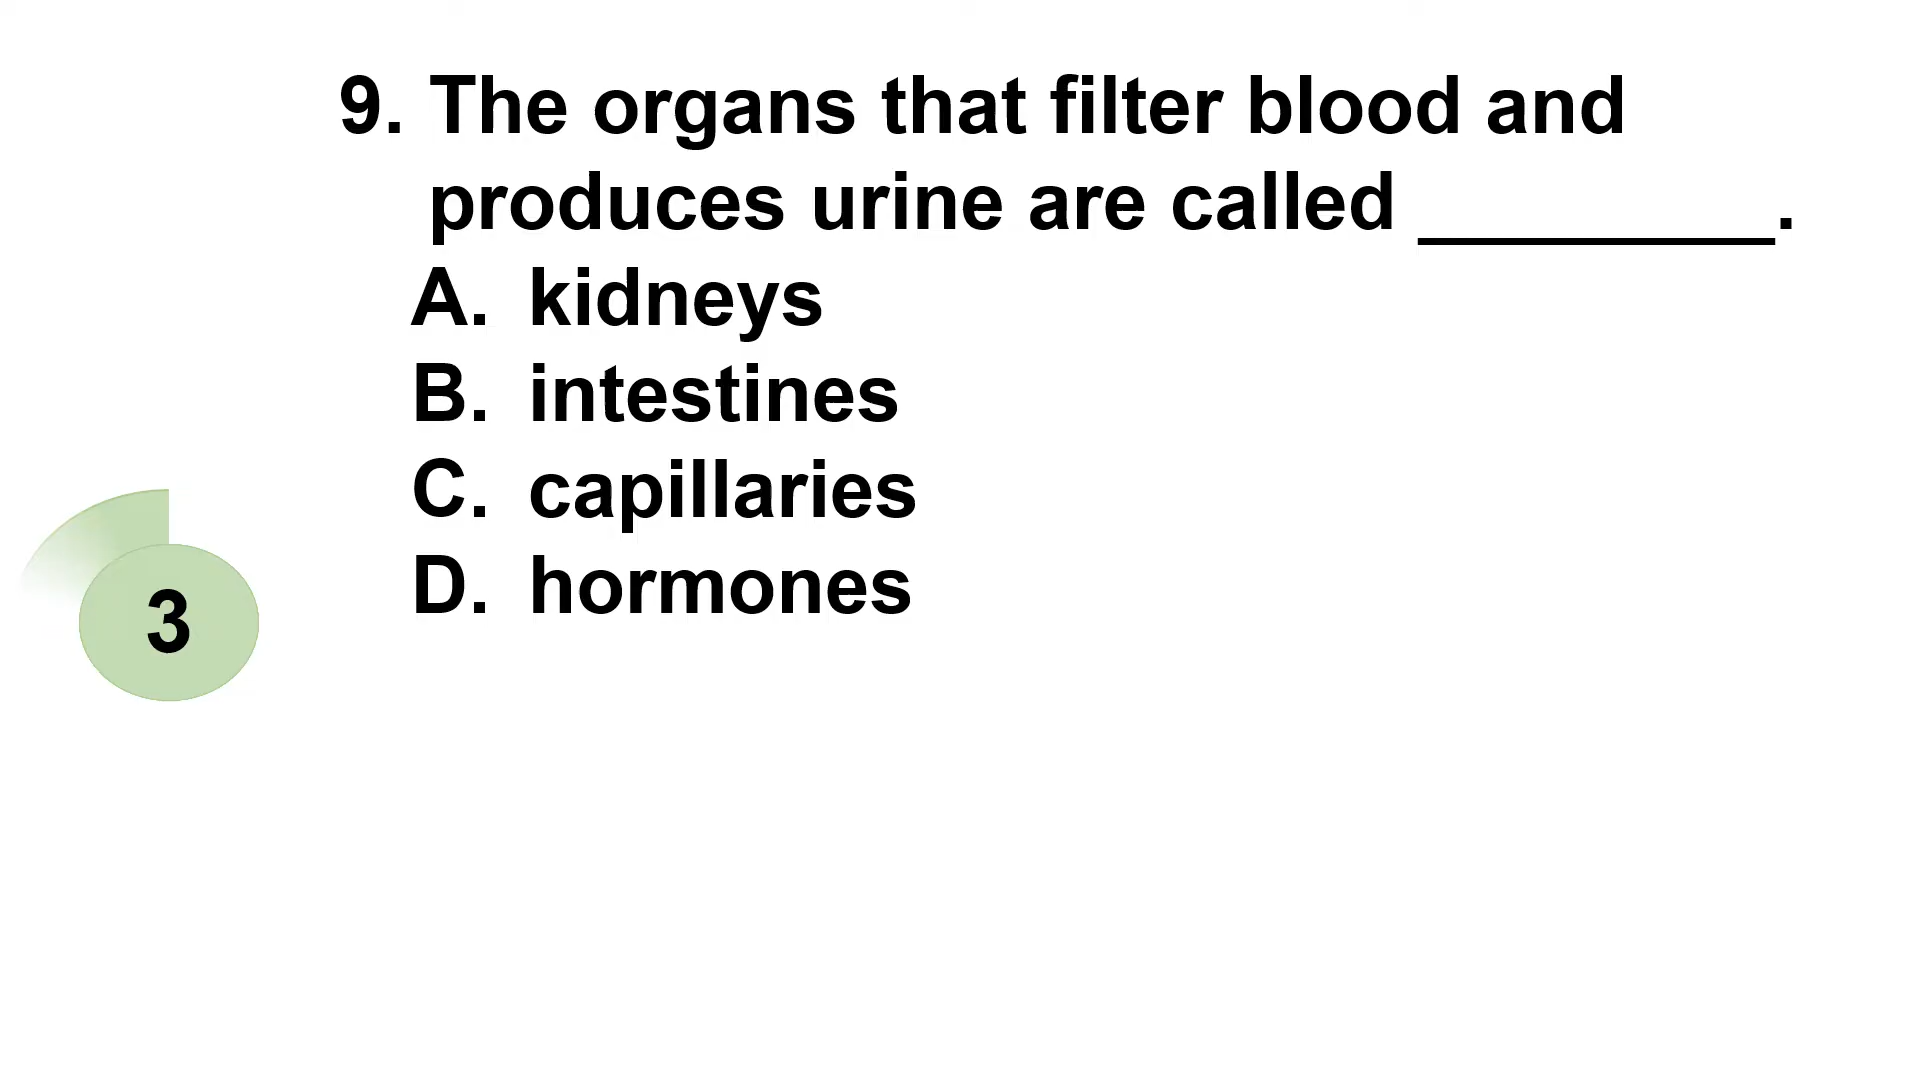 9. The organs that filter blood and
produces urine are called _________.
A. kidneys
B. intestines
C. capillaries
D. hormones
3